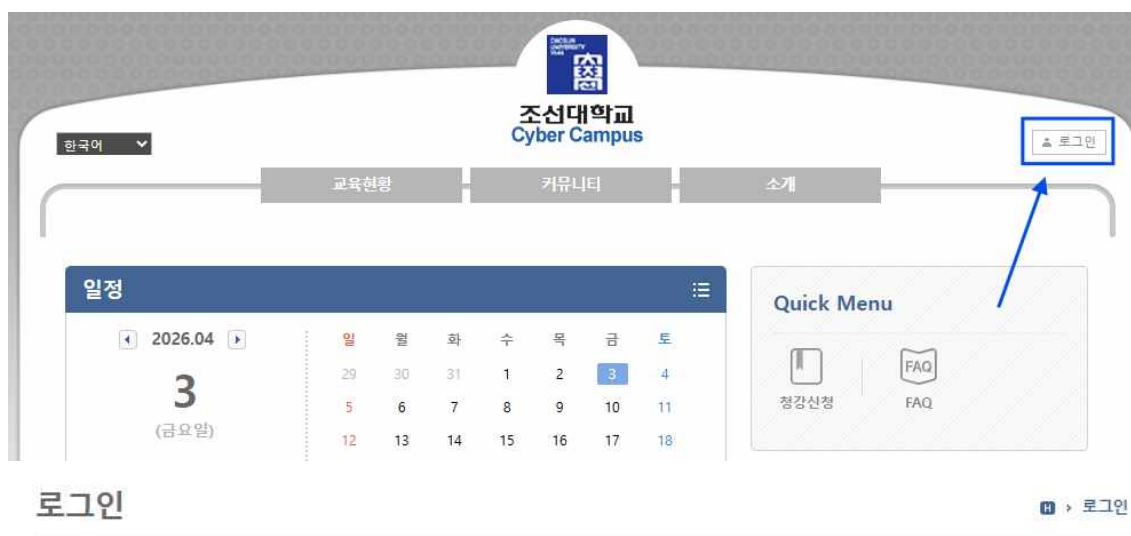 조선대학교
Cyber Campus
한국어
로그인
교육현황 커뮤니티 소개
일정
2026.04
3
(금요일)
일 월 화 수 목 금 토
29 30 31 1 2 3 4
5 6 7 8 9 10 11
12 13 14 15 16 17 18
Quick Menu
FAQ
청강신청 FAQ
로그인
H > 로그인